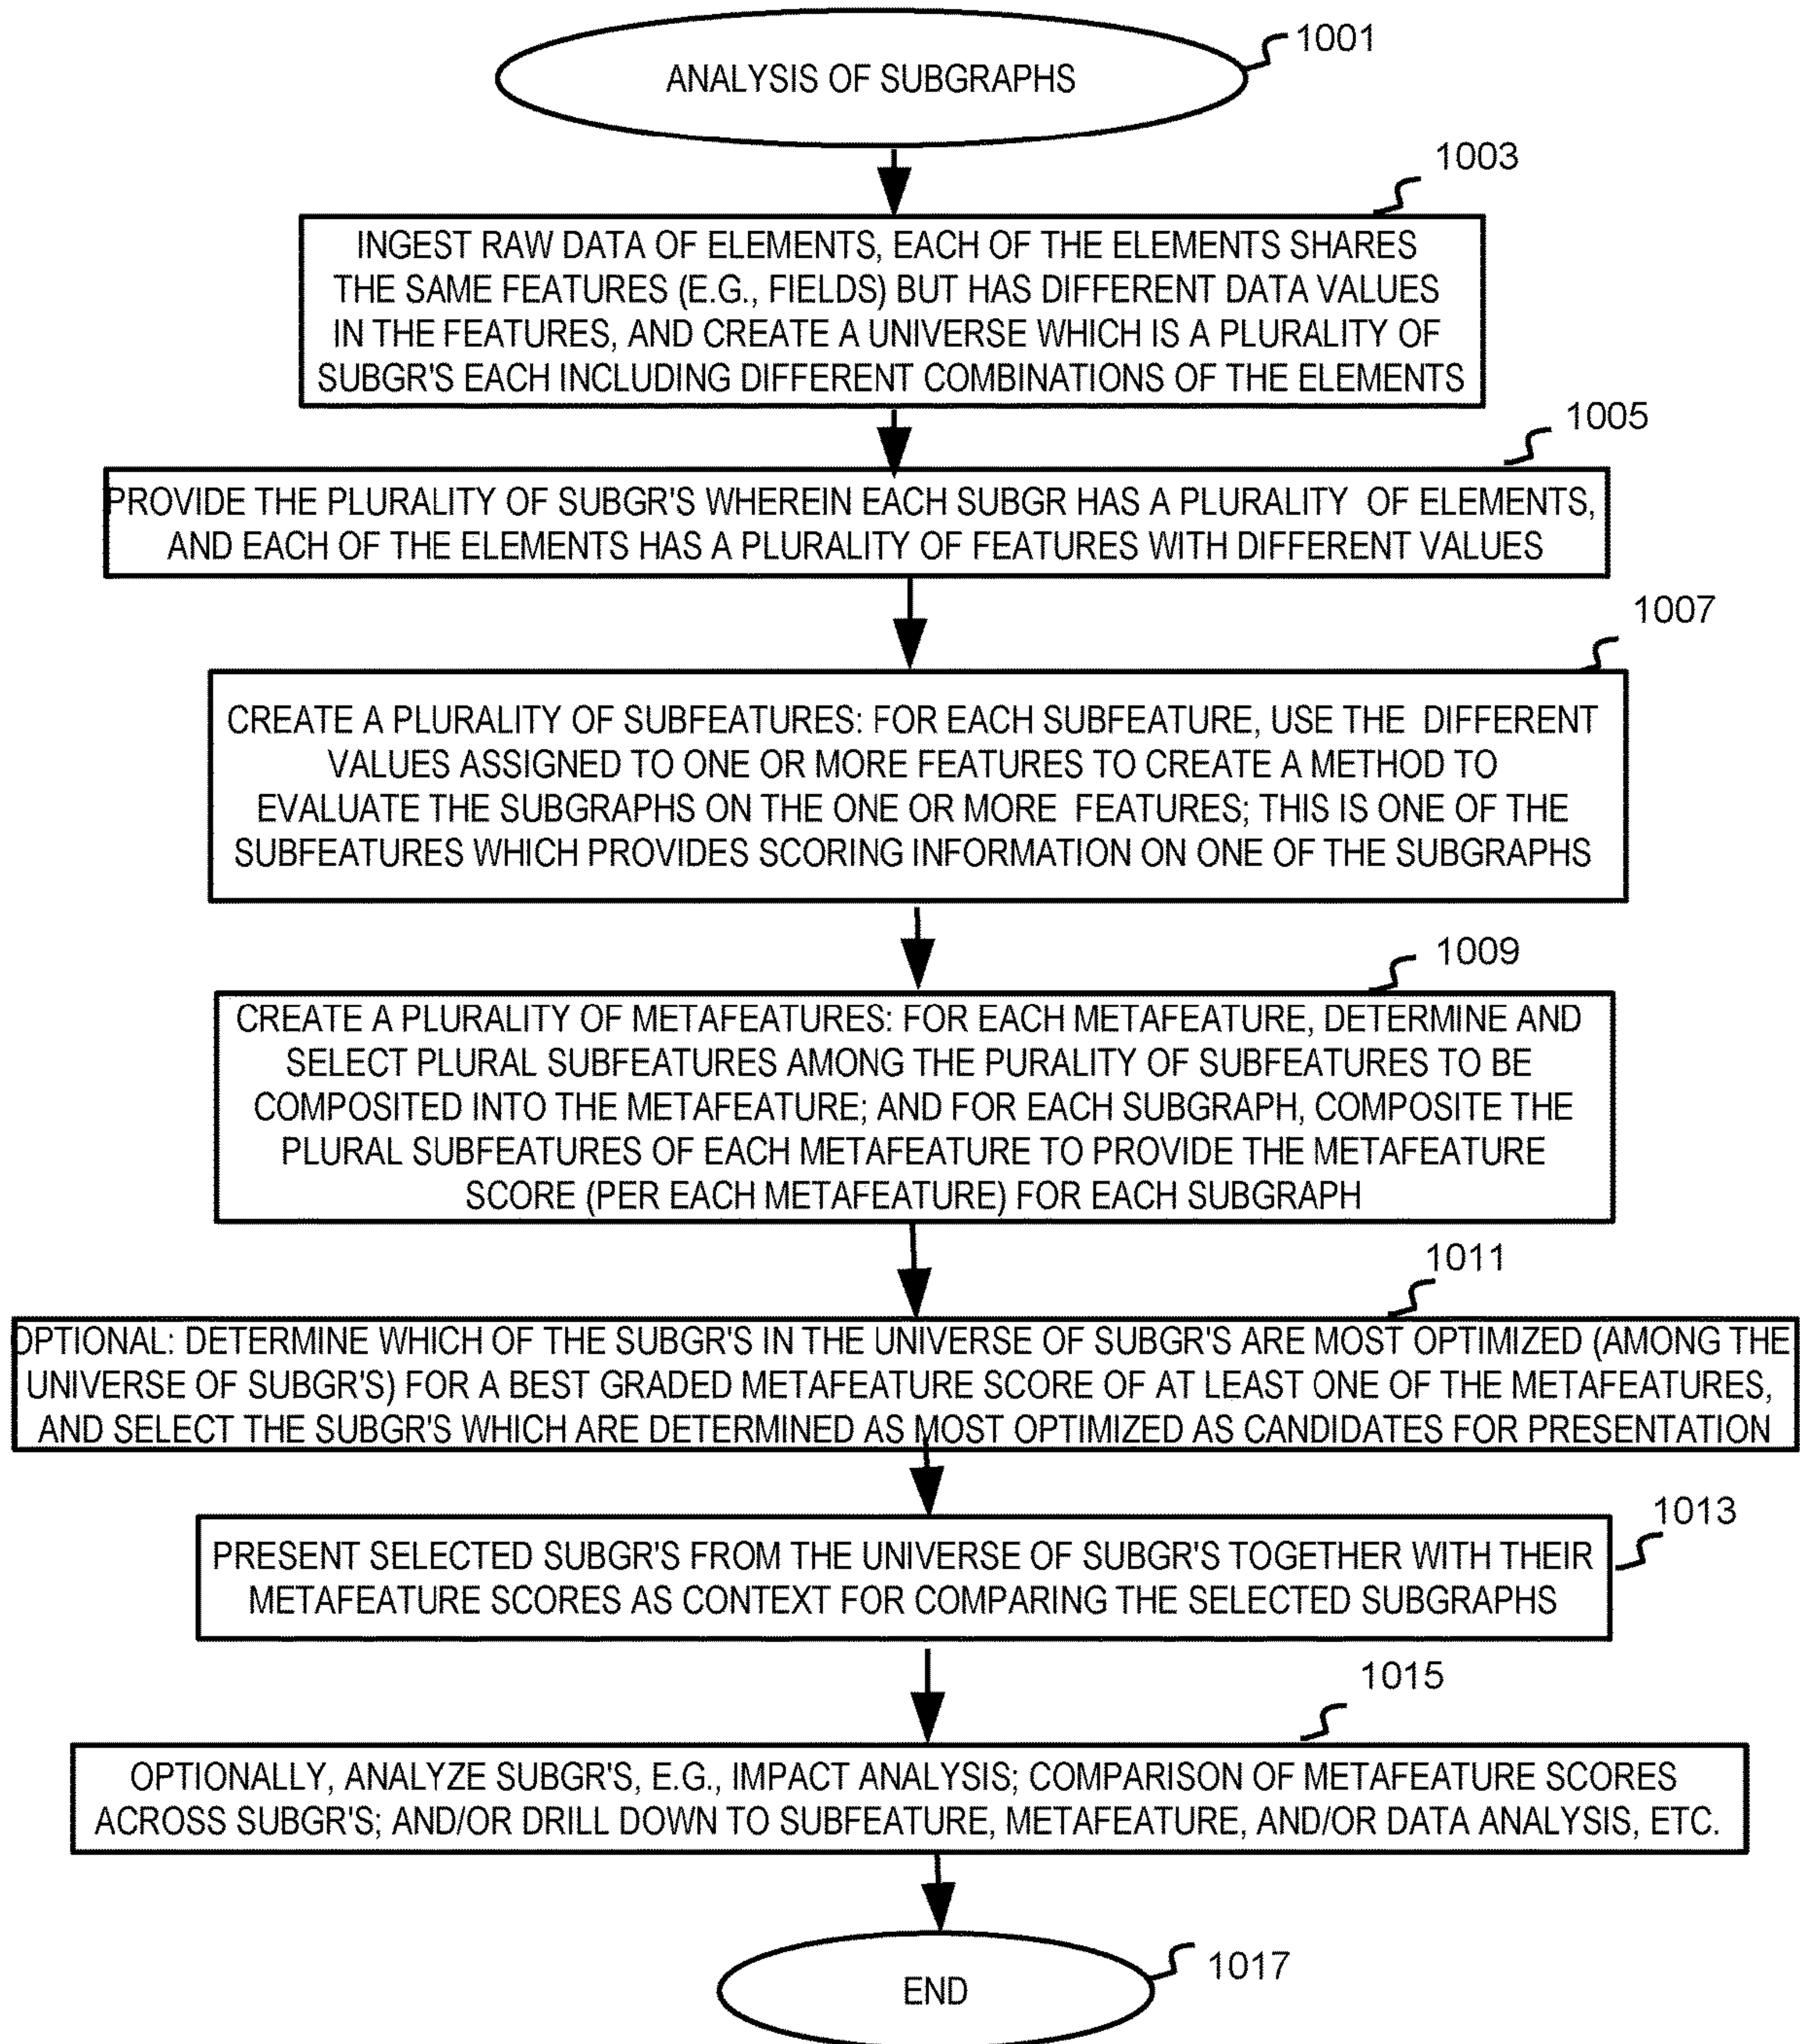 1001
ANALYSIS OF SUBGRAPHS
1003
INGEST RAW DATA OF ELEMENTS, EACH OF THE ELEMENTS SHARES
THE SAME FEATURES (E.G., FIELDS) BUT HAS DIFFERENT DATA VALUES
IN THE FEATURES, AND CREATE A UNIVERSE WHICH IS A PLURALITY OF
SUBGR'S EACH INCLUDING DIFFERENT COMBINATIONS OF THE ELEMENTS
1005
PROVIDE THE PLURALITY OF SUBGR'S WHEREIN EACH SUBGR HAS A PLURALITY OF ELEMENTS,
AND EACH OF THE ELEMENTS HAS A PLURALITY OF FEATURES WITH DIFFERENT VALUES
1007
CREATE A PLURALITY OF SUBFEATURES: FOR EACH SUBFEATURE, USE THE DIFFERENT
VALUES ASSIGNED TO ONE OR MORE FEATURES TO CREATE A METHOD TO
EVALUATE THE SUBGRAPHS ON THE ONE OR MORE FEATURES; THIS IS ONE OF THE
SUBFEATURES WHICH PROVIDES SCORING INFORMATION ON ONE OF THE SUBGRAPHS
1009
CREATE A PLURALITY OF METAFEATURES: FOR EACH METAFEATURE, DETERMINE AND
SELECT PLURAL SUBFEATURES AMONG THE PURALITY OF SUBFEATURES TO BE
COMPOSITED INTO THE METAFEATURE; AND FOR EACH SUBGRAPH, COMPOSITE THE
PLURAL SUBFEATURES OF EACH METAFEATURE TO PROVIDE THE METAFEATURE
SCORE (PER EACH METAFEATURE) FOR EACH SUBGRAPH
1011
OPTIONAL: DETERMINE WHICH OF THE SUBGR'S IN THE UNIVERSE OF SUBGR'S ARE MOST OPTIMIZED (AMONG THE
UNIVERSE OF SUBGR'S) FOR A BEST GRADED METAFEATURE SCORE OF AT LEAST ONE OF THE METAFEATURES,
AND SELECT THE SUBGR'S WHICH ARE DETERMINED AS MOST OPTIMIZED AS CANDIDATES FOR PRESENTATION
1013
PRESENT SELECTED SUBGR'S FROM THE UNIVERSE OF SUBGR'S TOGETHER WITH THEIR
METAFEATURE SCORES AS CONTEXT FOR COMPARING THE SELECTED SUBGRAPHS
1015
OPTIONALLY, ANALYZE SUBGR'S, E.G., IMPACT ANALYSIS; COMPARISON OF METAFEATURE SCORES
ACROSS SUBGR'S; AND/OR DRILL DOWN TO SUBFEATURE, METAFEATURE, AND/OR DATA ANALYSIS, ETC.
END
1017